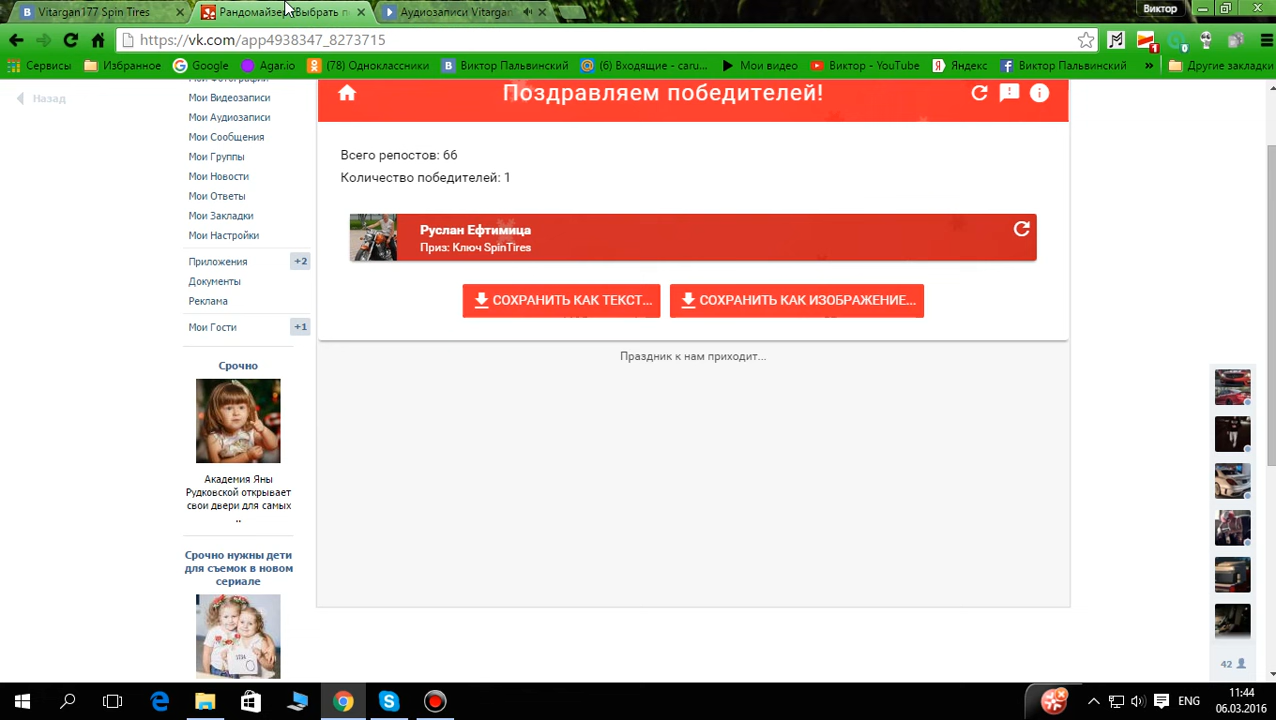 Vitargan177 Spin Tires
Рандомайзер
Выбрать п
Аудиозаписи Vitargan
Виктор
https://vk.com/app4938347_8273715
Сервисы
Избранное
Google
Agar.io
(78) Одноклассники
Виктор Пальвинский
(6) Входящие - caru...
Мои видео
Виктор - YouTube
Яндекс
Виктор Пальвинский
»
Другие закладки
Назад
Мои Фотографии
Мои Видеозаписи
Мои Аудиозаписи
Мои Сообщения
Мои Группы
Мои Новости
Мои Ответы
Мои Закладки
Мои Настройки
Приложения +2
Документы
Реклама
Мои Гости +1
Срочно
Академия Яны
Рудковской открывает
свои двери для самых
..
Срочно нужны дети
для съемок в новом
сериале
Поздравляем победителей!
Всего репостов: 66
Количество победителей: 1
Руслан Ефтимица
Приз: Ключ SpinTires
СОХРАНИТЬ КАК ТЕКСТ...
СОХРАНИТЬ КАК ИЗОБРАЖЕНИЕ...
Праздник к нам приходит...
42
ENG
11:44
06.03.2016